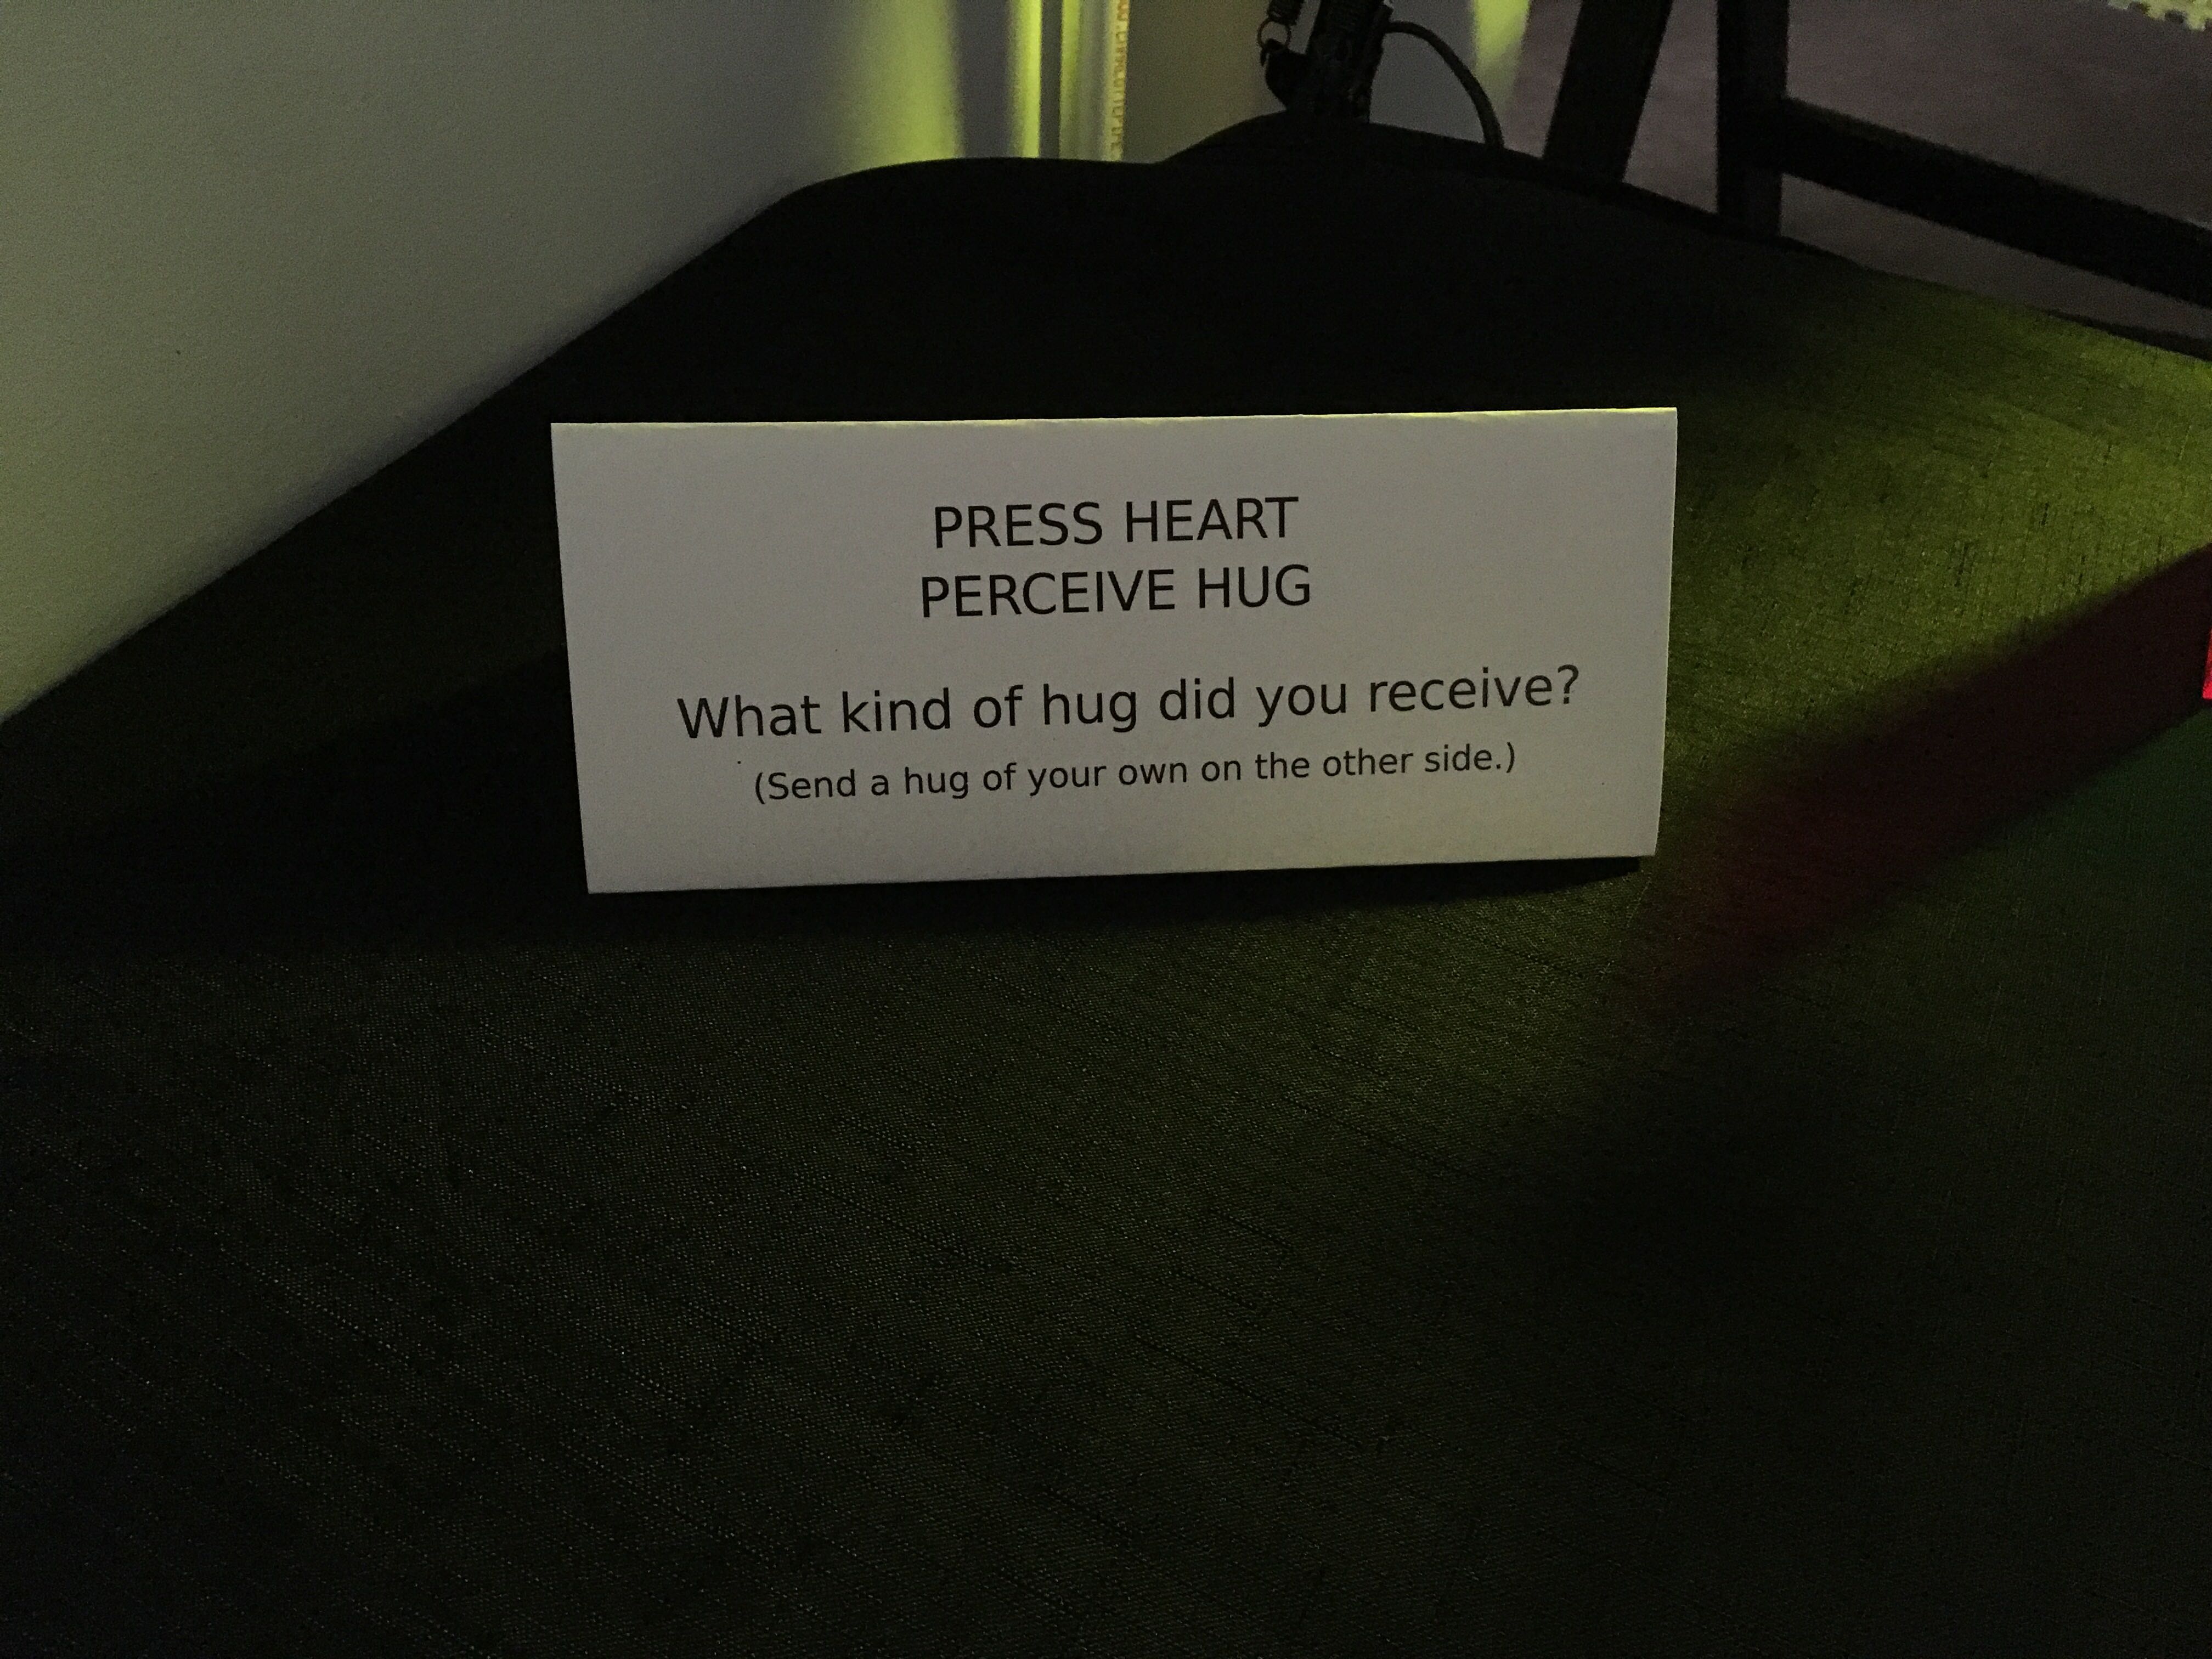 PRESS HEART
PERCEIVE HUG
What kind of hug did you receive?
(Send a hug of your own on the other side.)